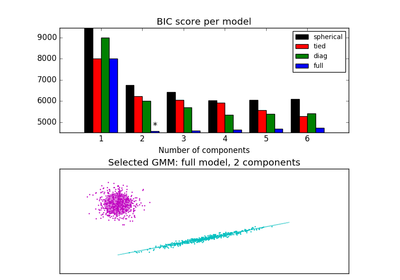 BIC score per model
9000
8000
7000
6000
5000
spherical
tied
diag
full
*
1 2 3 4 5 6
Number of components
Selected GMM: full model, 2 components